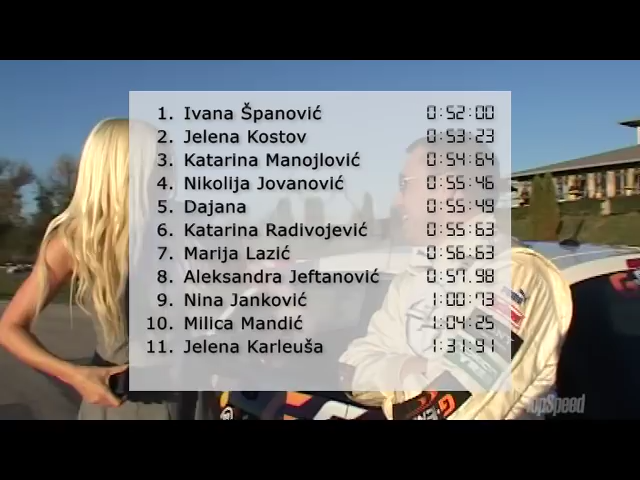 1. Ivana Španović 0:52:00
2. Jelena Kostov 0:53:23
3. Katarina Manojlović 0:54:64
4. Nikolija Jovanović 0:55:46
5. Dajana 0:55:49
6. Katarina Radivojević 0:55:63
7. Marija Lazić 0:56:63
8. Aleksandra Jeftanović 0:57.98
9. Nina Janković 1:00:73
10. Milica Mandić 1:04:25
11. Jelena Karleuša 1:31:91
TopSpeed